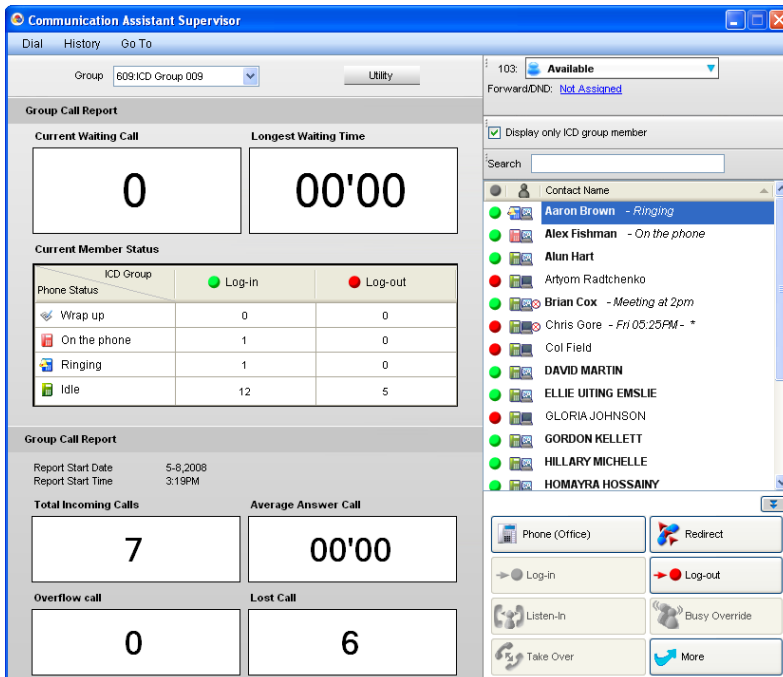 Communication Assistant Supervisor
Dial History Go To
Group 609:ICD Group 009 Utility
Group Call Report
Current Waiting Call Longest Waiting Time
0 00'00
Current Member Status
ICD Group
Phone Status Log-in Log-out
Wrap up 0 0
On the phone 1 0
Ringing 1 0
Idle 12 5
Group Call Report
Report Start Date 5-8,2008
Report Start Time 3:19PM
Total Incoming Calls Average Answer Call
7 00'00
Overflow call Lost Call
0 6
103: Available
Forward/DND: Not Assigned
Display only ICD group member
Search
Contact Name
Aaron Brown - Ringing
Alex Fishman - On the phone
Alun Hart
Artyom Radtchenko
Brian Cox - Meeting at 2pm
Chris Gore - Fri 05:25PM - *
Col Field
DAVID MARTIN
ELLIE UITING EMSLIE
GLORIA JOHNSON
GORDON KELLETT
HILLARY MICHELLE
HOMAYRA HOSSAINY
Phone (Office) Redirect
Log-in Log-out
Listen-In Busy Override
Take Over More